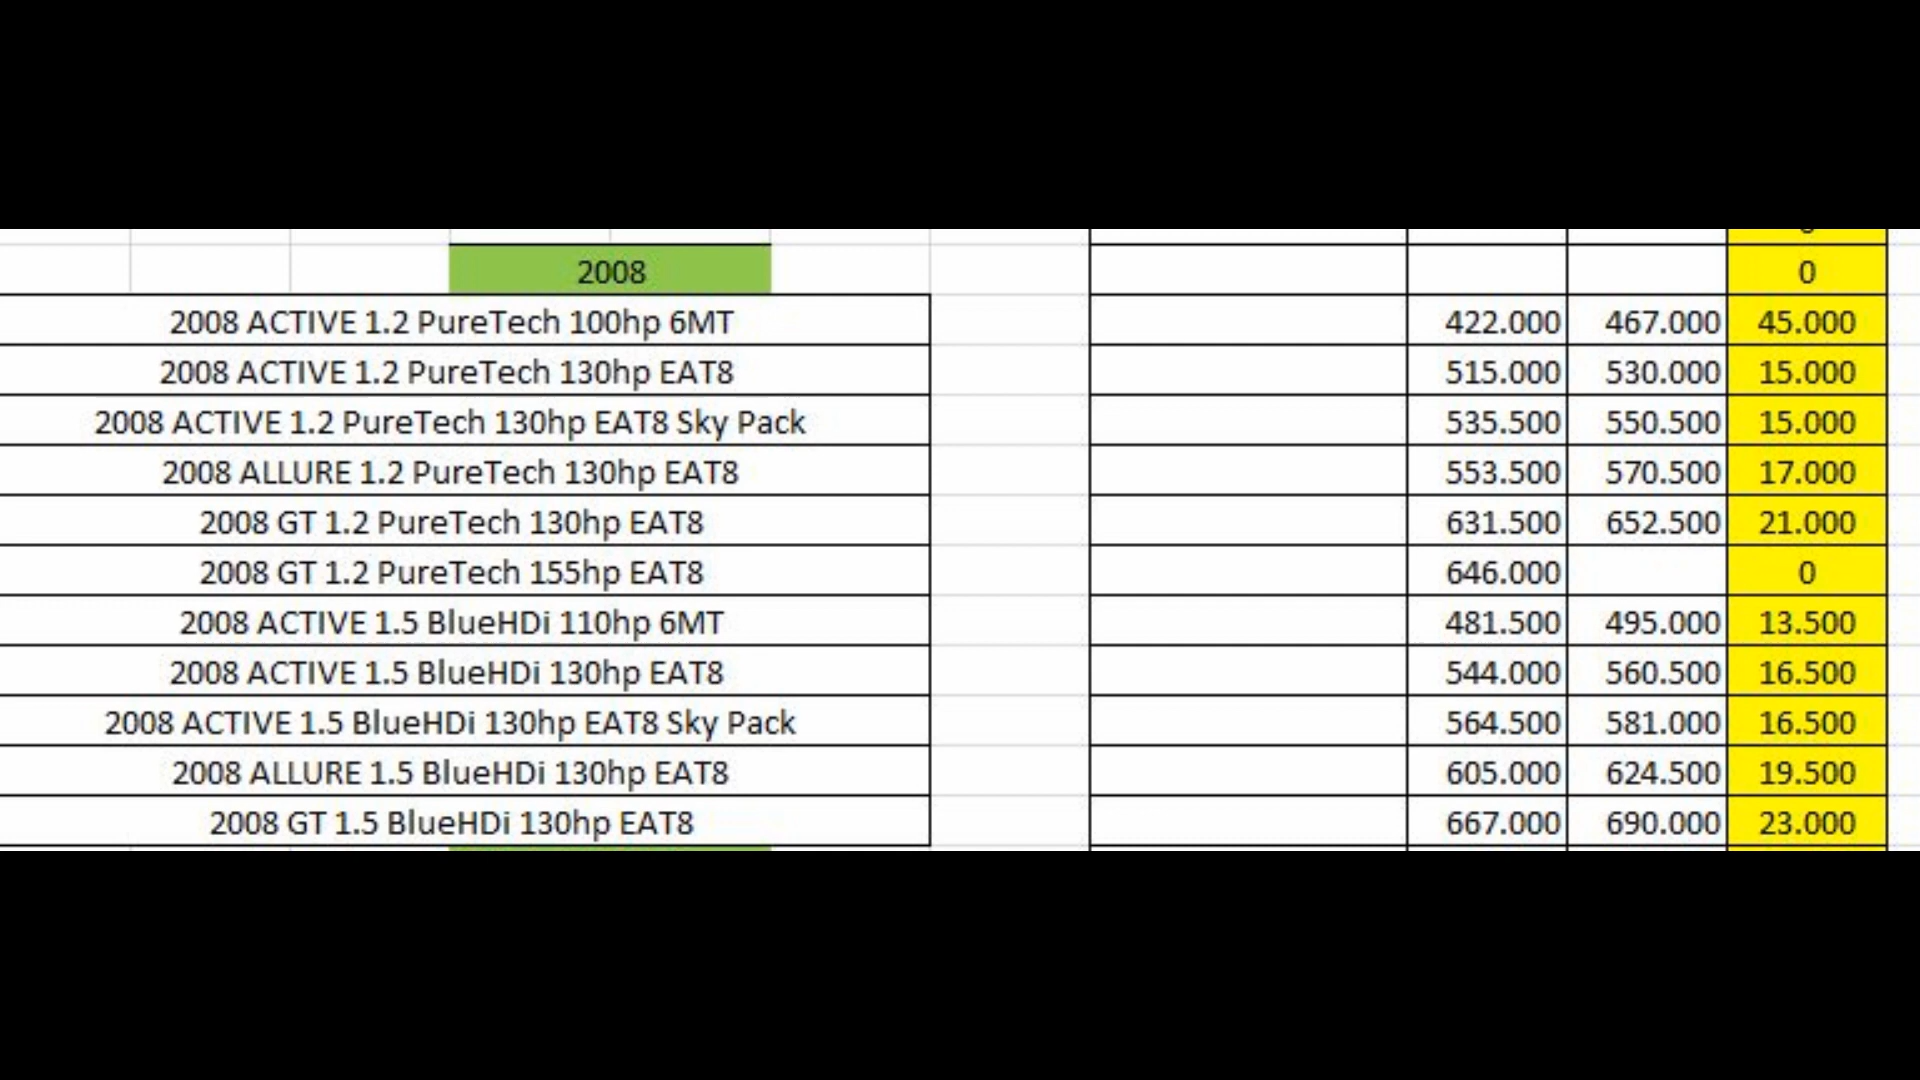 2008 0
2008 ACTIVE 1.2 PureTech 100hp 6MT 422.000 467.000 45.000
2008 ACTIVE 1.2 PureTech 130hp EAT8 515.000 530.000 15.000
2008 ACTIVE 1.2 PureTech 130hp EAT8 Sky Pack 535.500 550.500 15.000
2008 ALLURE 1.2 PureTech 130hp EAT8 553.500 570.500 17.000
2008 GT 1.2 PureTech 130hp EAT8 631.500 652.500 21.000
2008 GT 1.2 PureTech 155hp EAT8 646.000 0
2008 ACTIVE 1.5 BlueHDi 110hp 6MT 481.500 495.000 13.500
2008 ACTIVE 1.5 BlueHDi 130hp EAT8 544.000 560.500 16.500
2008 ACTIVE 1.5 BlueHDi 130hp EAT8 Sky Pack 564.500 581.000 16.500
2008 ALLURE 1.5 BlueHDi 130hp EAT8 605.000 624.500 19.500
2008 GT 1.5 BlueHDi 130hp EAT8 667.000 690.000 23.000